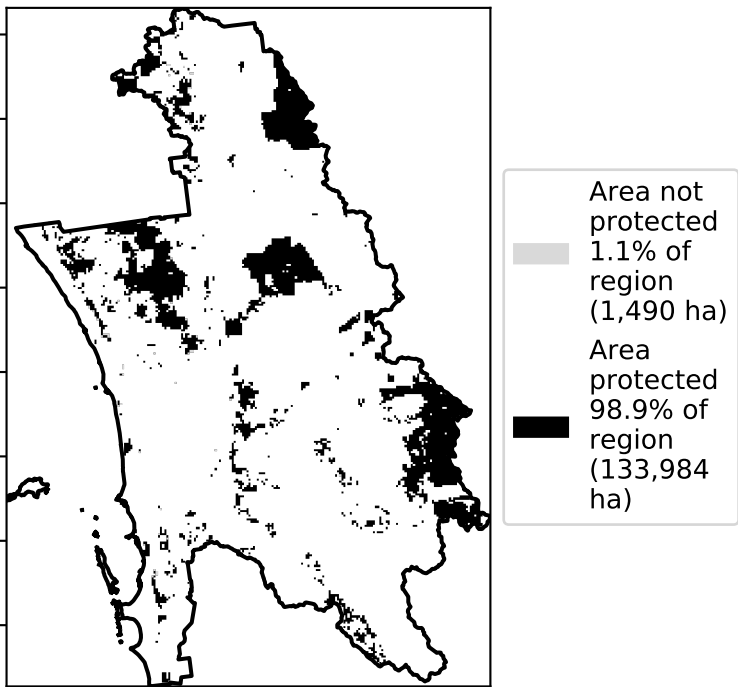 Area not
protected
1.1% of
region
(1,490 ha)
Area
protected
98.9% of
region
(133,984
ha)